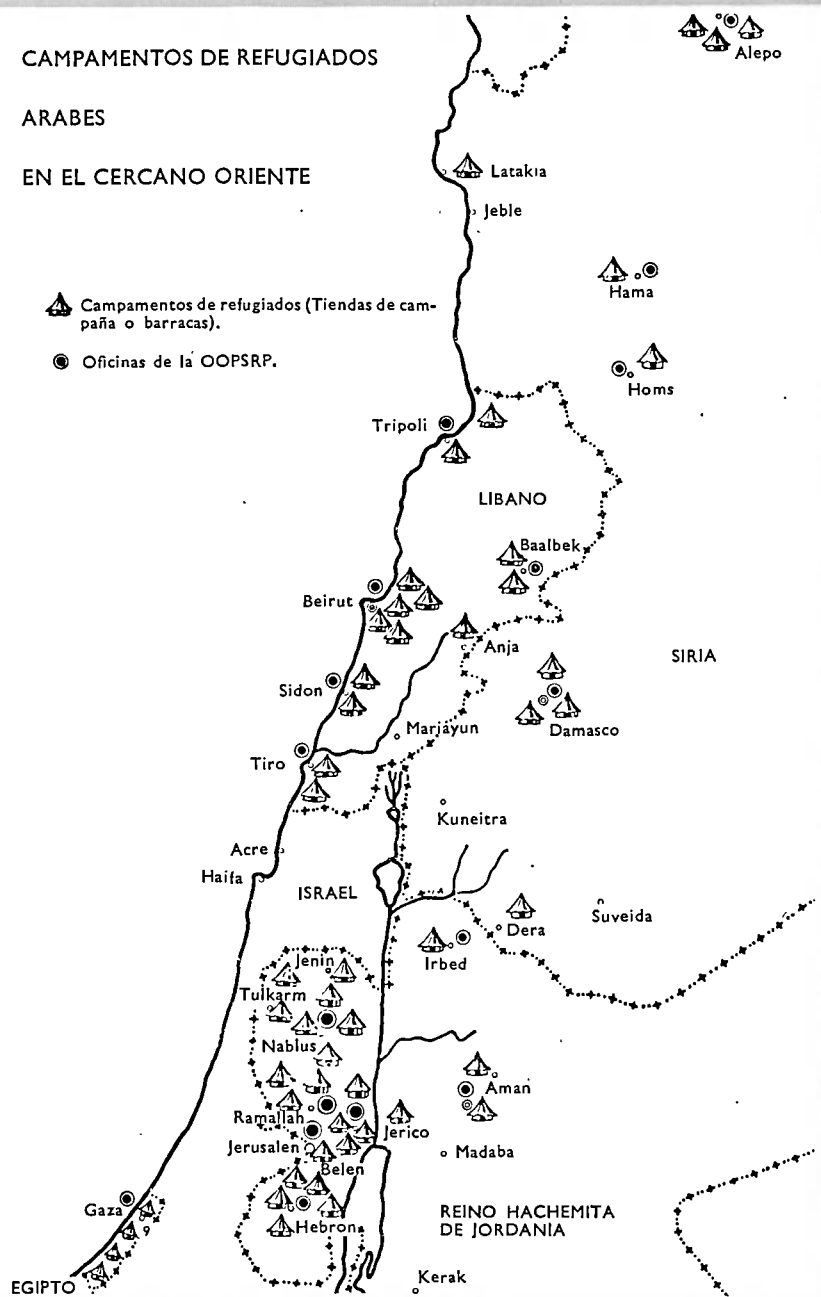 CAMPAMENTOS DE REFUGIADOS
ARABES
EN EL CERCANO ORIENTE
Campamentos de refugiados (Tiendas de cam-
paña o barracas).
Oficinas de la OOPSRP.
Alepo
Latakia
Jeble
Hama
Homs
Tripoli
LIBANO
Baalbek
Beirut
Anja
SIRIA
Sidon
Damasco
Marjayun
Tiro
Kuneitra
Acre
Haifa
ISRAEL
Suveida
Dera
Irbed
Jenin
Tulkarm
Nablus
Aman
Ramallah
Jerico
Jerusalen
Madaba
Belen
Gaza
9
Hebron
REINO HACHEMITA
DE JORDANIA
Kerak
EGIPTO